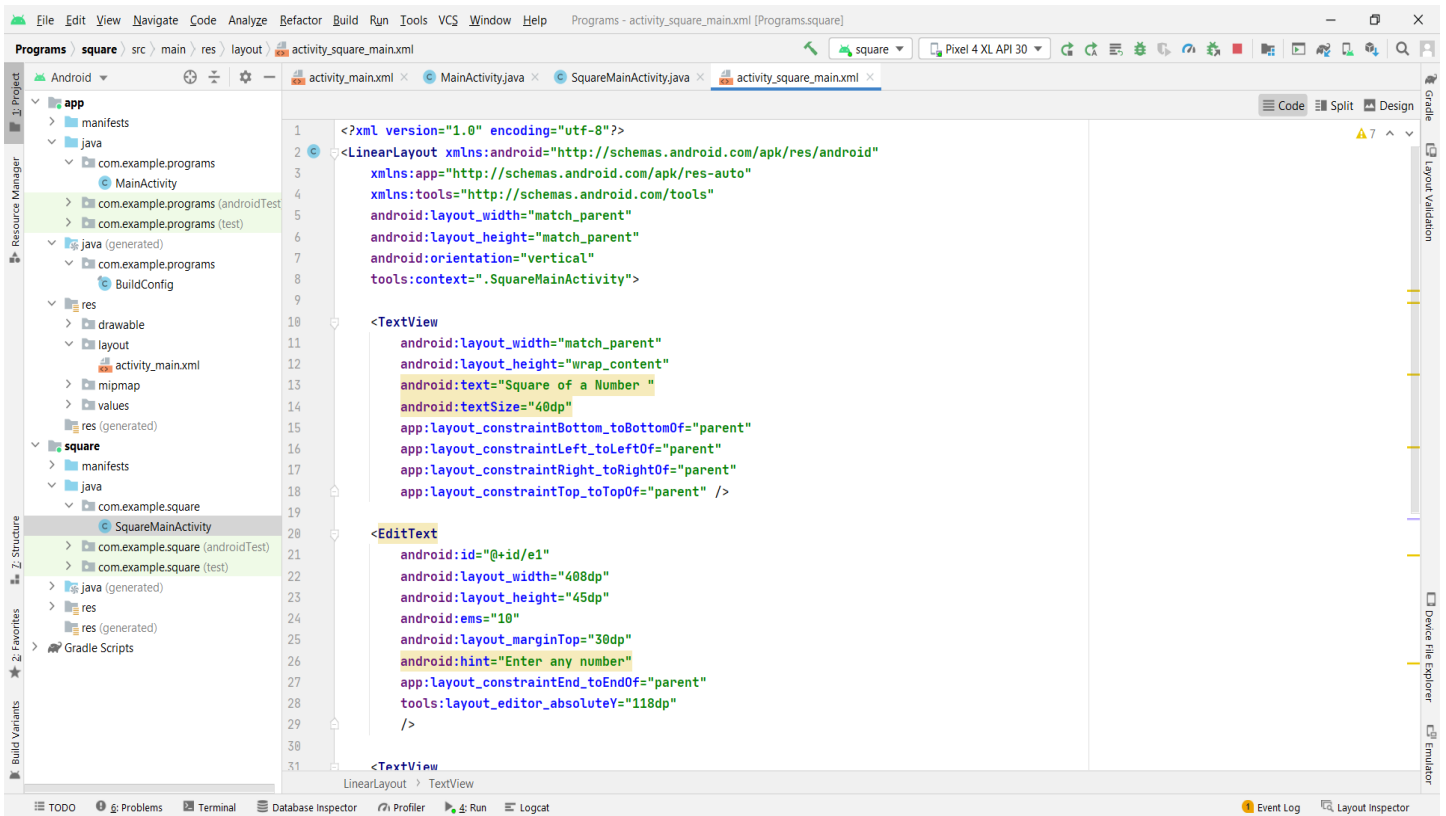 File Edit View Navigate Code Analyze Refactor Build Run Tools VCS Window Help Programs - activity_square_main.xml [Programs.square]
Programs square src main res layout activity_square_main.xml square Pixel 4 XL API 30
1: Project
Resource Manager
Z: Structure
2: Favorites
Build Variants
Android
app
manifests
java
com.example.programs
MainActivity
com.example.programs (androidTest
com.example.programs (test)
java (generated)
com.example.programs
BuildConfig
res
drawable
layout
activity_main.xml
mipmap
values
res (generated)
square
manifests
java
com.example.square
SquareMainActivity
com.example.square (androidTest)
com.example.square (test)
java (generated)
res
res (generated)
Gradle Scripts
activity_main.xml MainActivity.java SquareMainActivity.java activity_square_main.xml
Code Split Design
7
1 <?xml version="1.0" encoding="utf-8"?>
2 <LinearLayout xmlns:android="http://schemas.android.com/apk/res/android"
3 xmlns:app="http://schemas.android.com/apk/res-auto"
4 xmlns:tools="http://schemas.android.com/tools"
5 android:layout_width="match_parent"
6 android:layout_height="match_parent"
7 android:orientation="vertical"
8 tools:context=".SquareMainActivity">
9
10 <TextView
11 android:layout_width="match_parent"
12 android:layout_height="wrap_content"
13 android:text="Square of a Number "
14 android:textSize="40dp"
15 app:layout_constraintBottom_toBottomOf="parent"
16 app:layout_constraintLeft_toLeftOf="parent"
17 app:layout_constraintRight_toRightOf="parent"
18 app:layout_constraintTop_toTopOf="parent" />
19
20 <EditText
21 android:id="@+id/e1"
22 android:layout_width="408dp"
23 android:layout_height="45dp"
24 android:ems="10"
25 android:layout_marginTop="30dp"
26 android:hint="Enter any number"
27 app:layout_constraintEnd_toEndOf="parent"
28 tools:layout_editor_absoluteY="118dp"
29 />
30
31 <TextView
LinearLayout TextView
Gradle
Layout Validation
Device File Explorer
Emulator
TODO 6: Problems Terminal Database Inspector Profiler 4: Run Logcat 1 Event Log Layout Inspector